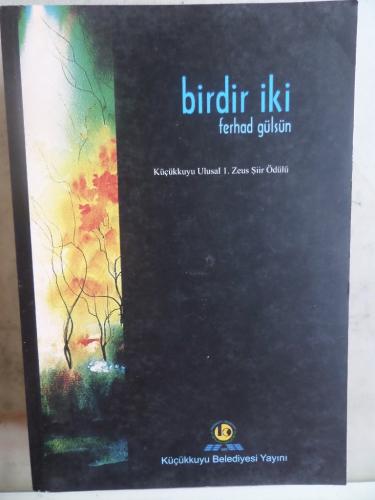 birdir iki
ferhad gülsün
Küçükkuyu Ulusal 1. Zeus Şiir Ödülü
Küçükkuyu Belediyesi Yayını